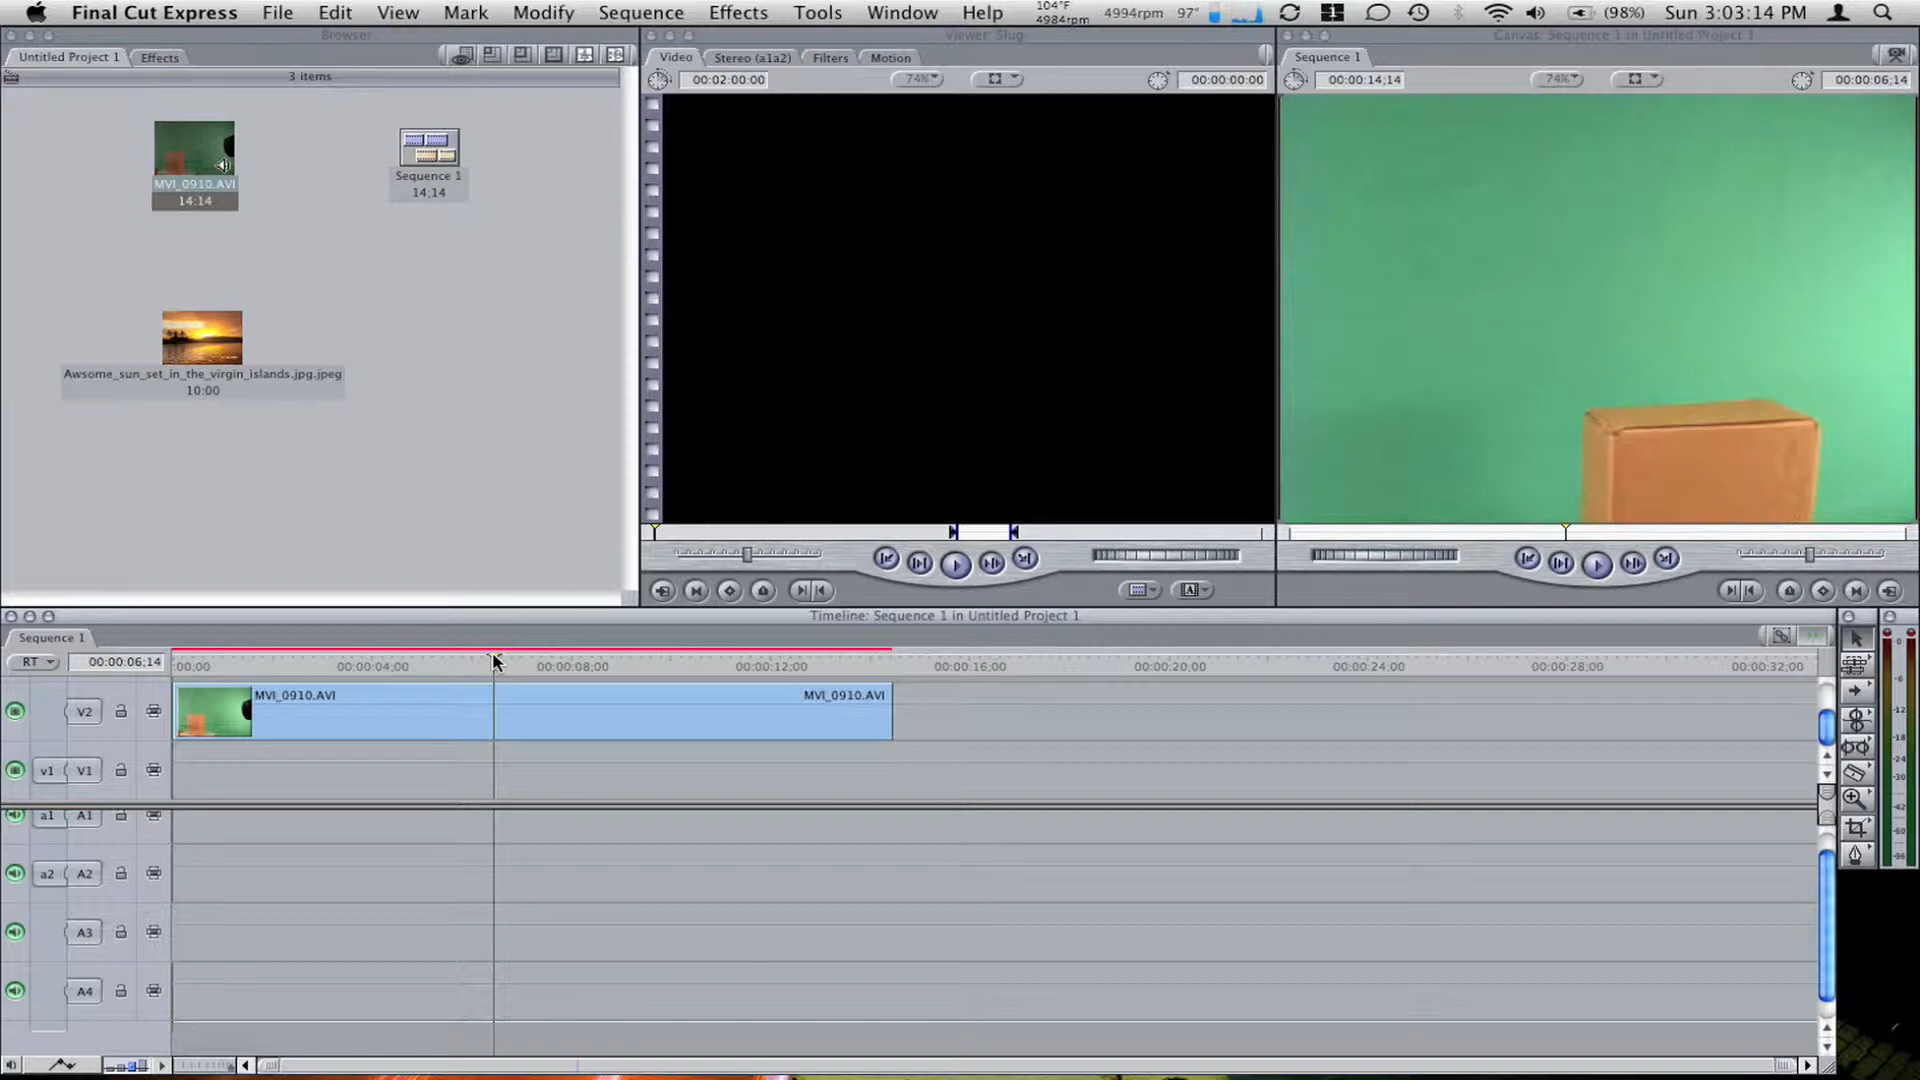 Final Cut Express File Edit View Mark Modify Sequence Effects Tools Window Help 104°F 4984rpm 4994rpm 97° 1 (98%) Sun 3:03:14 PM
Browser
Viewer: Slug
Canvas: Sequence 1 in Untitled Project 1
Untitled Project 1 Effects
Video Stereo (a1a2) Filters Motion
Sequence 1
3 items
00:02:00:00 74% 00:00:00:00
00:00:14;14 74% 00:00:06;14
MVI_0910.AVI
14:14
Sequence 1
14;14
Awsome_sun_set_in_the_virgin_islands.jpg.jpeg
10:00
Timeline: Sequence 1 in Untitled Project 1
Sequence 1
RT 00:00:06;14 :00;00 00:00:04;00 00:00:08;00 00:00:12;00 00:00:16;00 00:00:20;00 00:00:24;00 00:00:28;00 00:00:32;00
V2 MVI_0910.AVI MVI_0910.AVI
v1 V1
a1 A1
a2 A2
A3
A4